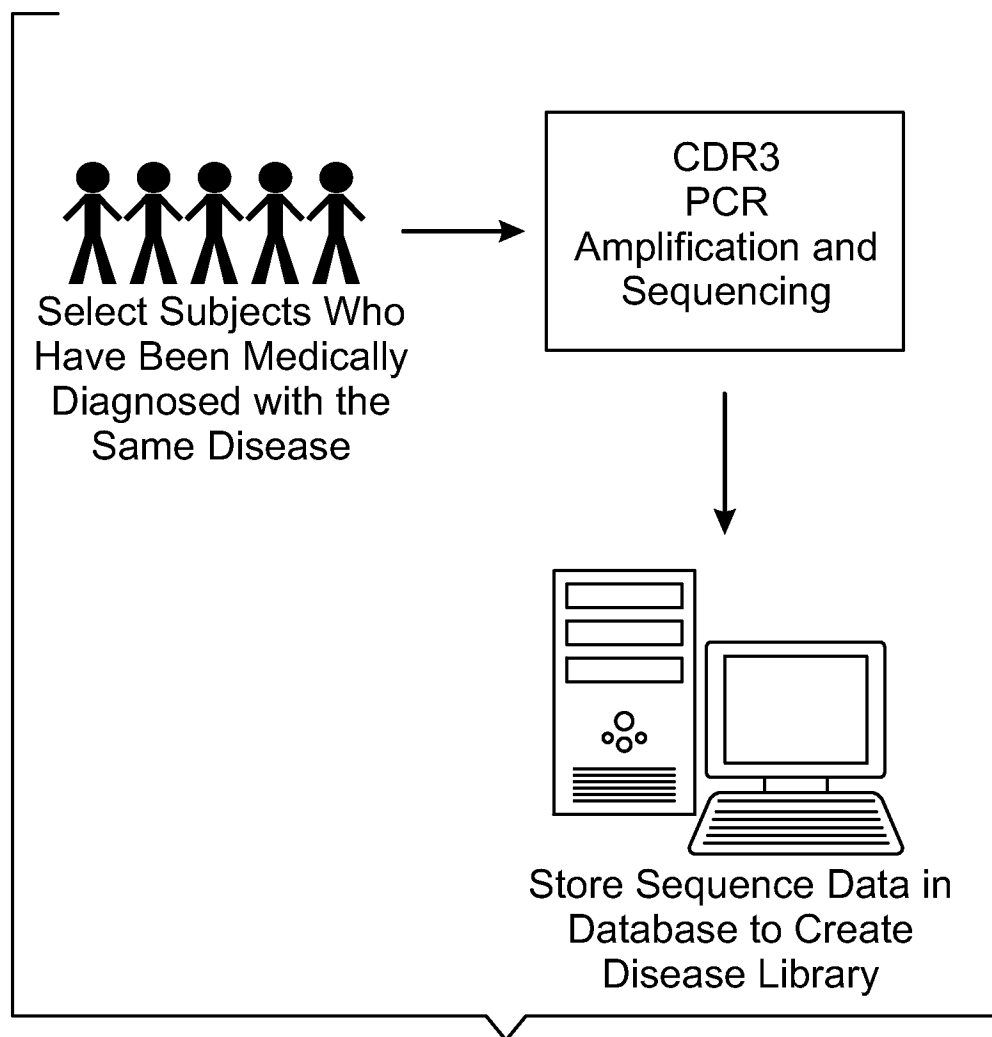 Select Subjects Who
Have Been Medically
Diagnosed with the
Same Disease
CDR3
PCR
Amplification and
Sequencing
Store Sequence Data in
Database to Create
Disease Library